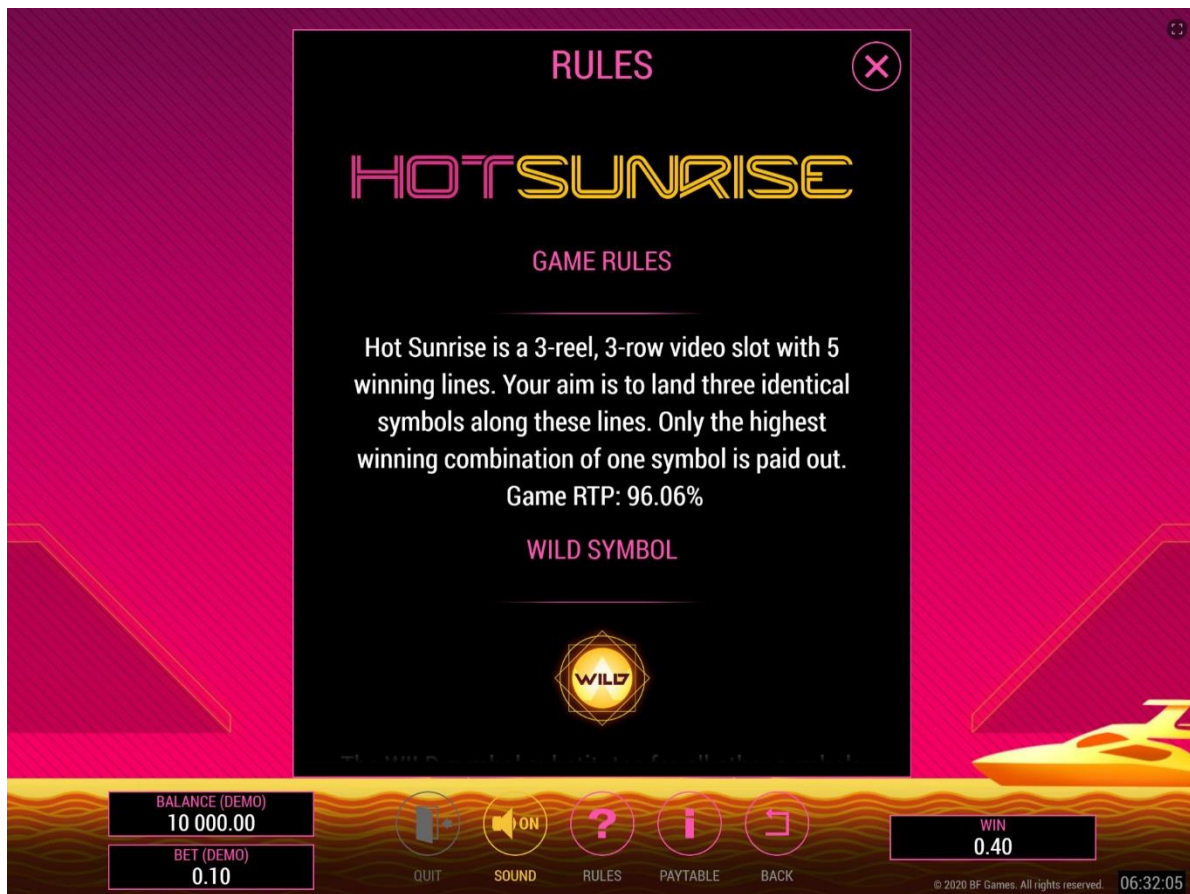 RULES
HOTSUNRISE
GAME RULES
Hot Sunrise is a 3-reel, 3-row video slot with 5
winning lines. Your aim is to land three identical
symbols along these lines. Only the highest
winning combination of one symbol is paid out.
Game RTP: 96.06%
WILD SYMBOL
WILD
BALANCE (DEMO)
10 000.00
BET (DEMO)
0.10
ON
QUIT
SOUND
RULES
PAYTABLE
BACK
WIN
0.40
© 2020 BF Games. All rights reserved.
06:32:05